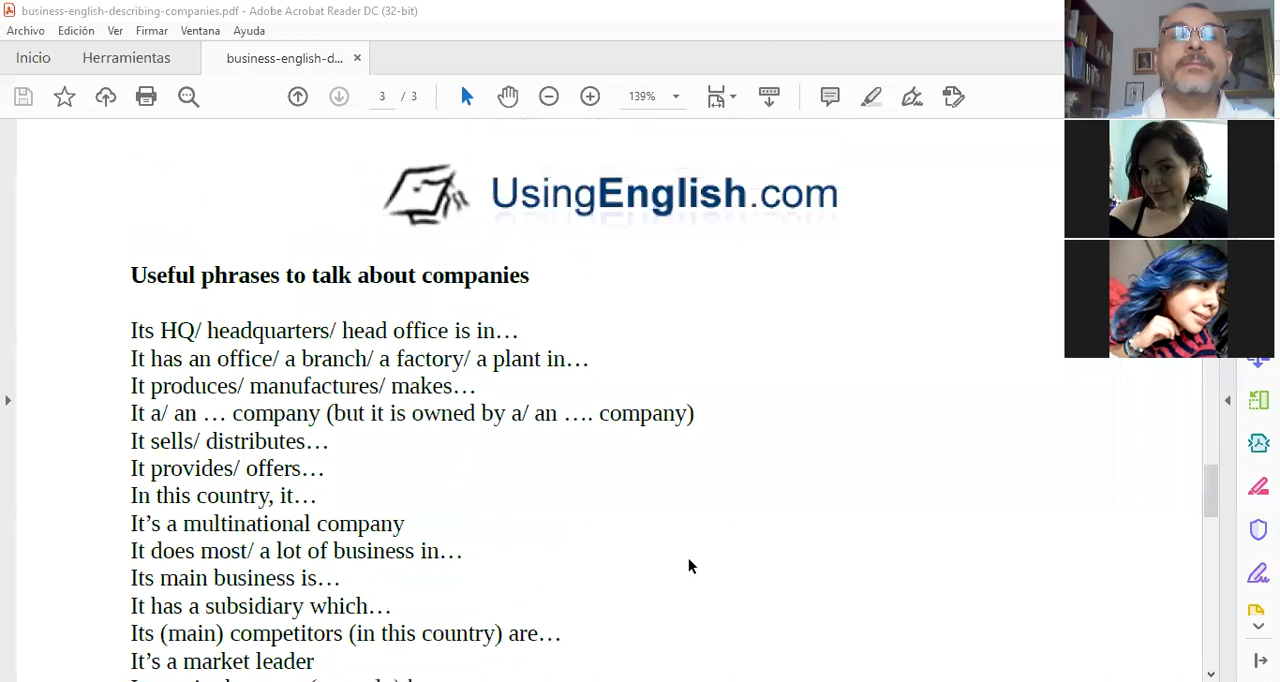 business-english-describing-companies.pdf - Adobe Acrobat Reader DC (32-bit)
Archivo Edición Ver Firmar Ventana Ayuda
Inicio Herramientas business-english-d... ×
3 / 3 139%
UsingEnglish.com
Useful phrases to talk about companies
Its HQ/ headquarters/ head office is in…
It has an office/ a branch/ a factory/ a plant in…
It produces/ manufactures/ makes…
It a/ an … company (but it is owned by a/ an …. company)
It sells/ distributes…
It provides/ offers…
In this country, it…
It’s a multinational company
It does most/ a lot of business in…
Its main business is…
It has a subsidiary which…
Its (main) competitors (in this country) are…
It’s a market leader